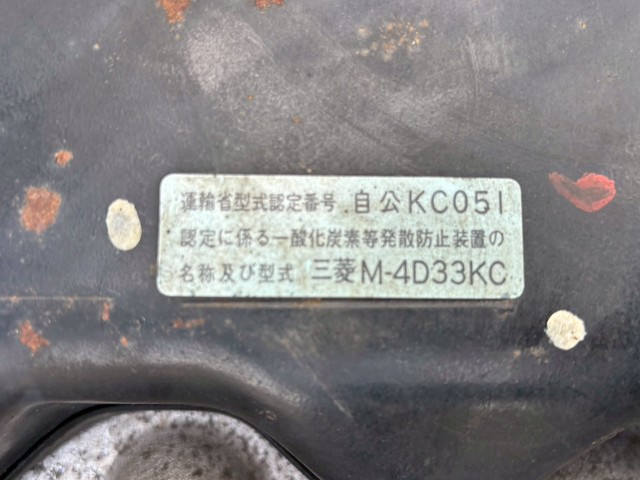 運輸省型式認定番号 自公KC051
認定に係る一酸化炭素等発散防止装置の
名称及び型式 三菱M-4D33KC